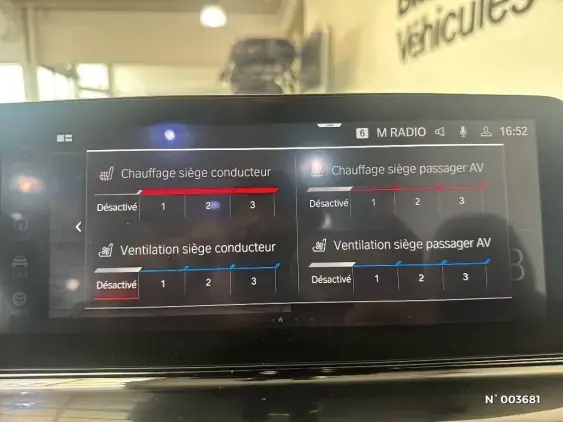 Véhicules
6 M RADIO 16:52
Chauffage siège conducteur
Désactivé 1 2 3
Chauffage siège passager AV
Désactivé 1 2 3
Ventilation siège conducteur
Désactivé 1 2 3
Ventilation siège passager AV
Désactivé 1 2 3
N° 003681